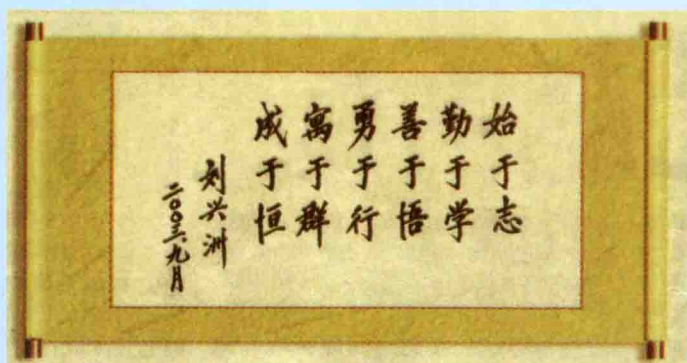 始于志
勤于学
善于悟
勇于行
寓于群
成于恒
刘兴洲
二〇〇三、九月